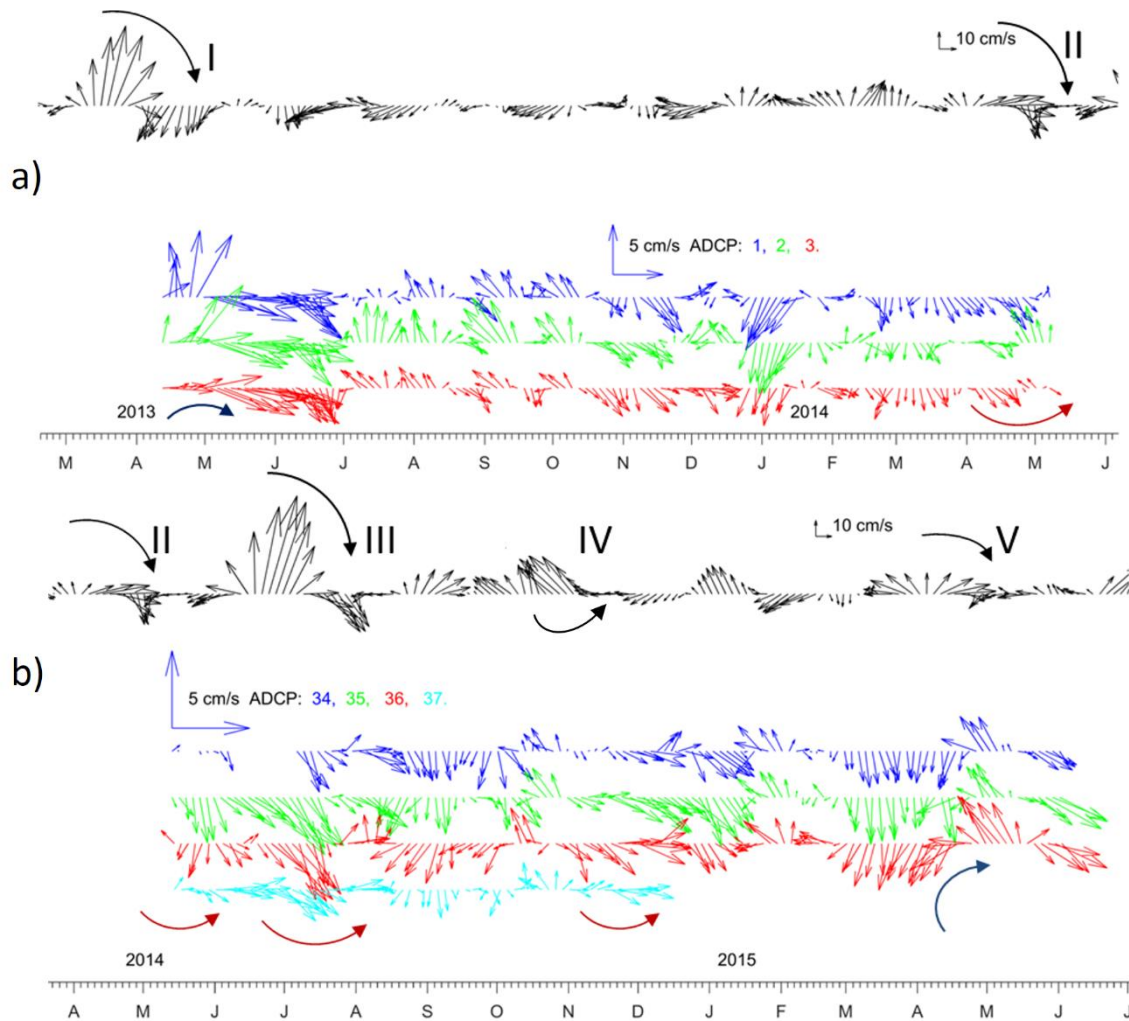 I
10 cm/s
II
a)
5 cm/s ADCP: 1, 2, 3.
2013
2014
M A M J J A S O N D J F M A M J
II
III
IV
10 cm/s
V
b)
5 cm/s ADCP: 34, 35, 36, 37.
2014
2015
A M J J A S O N D J F M A M J J